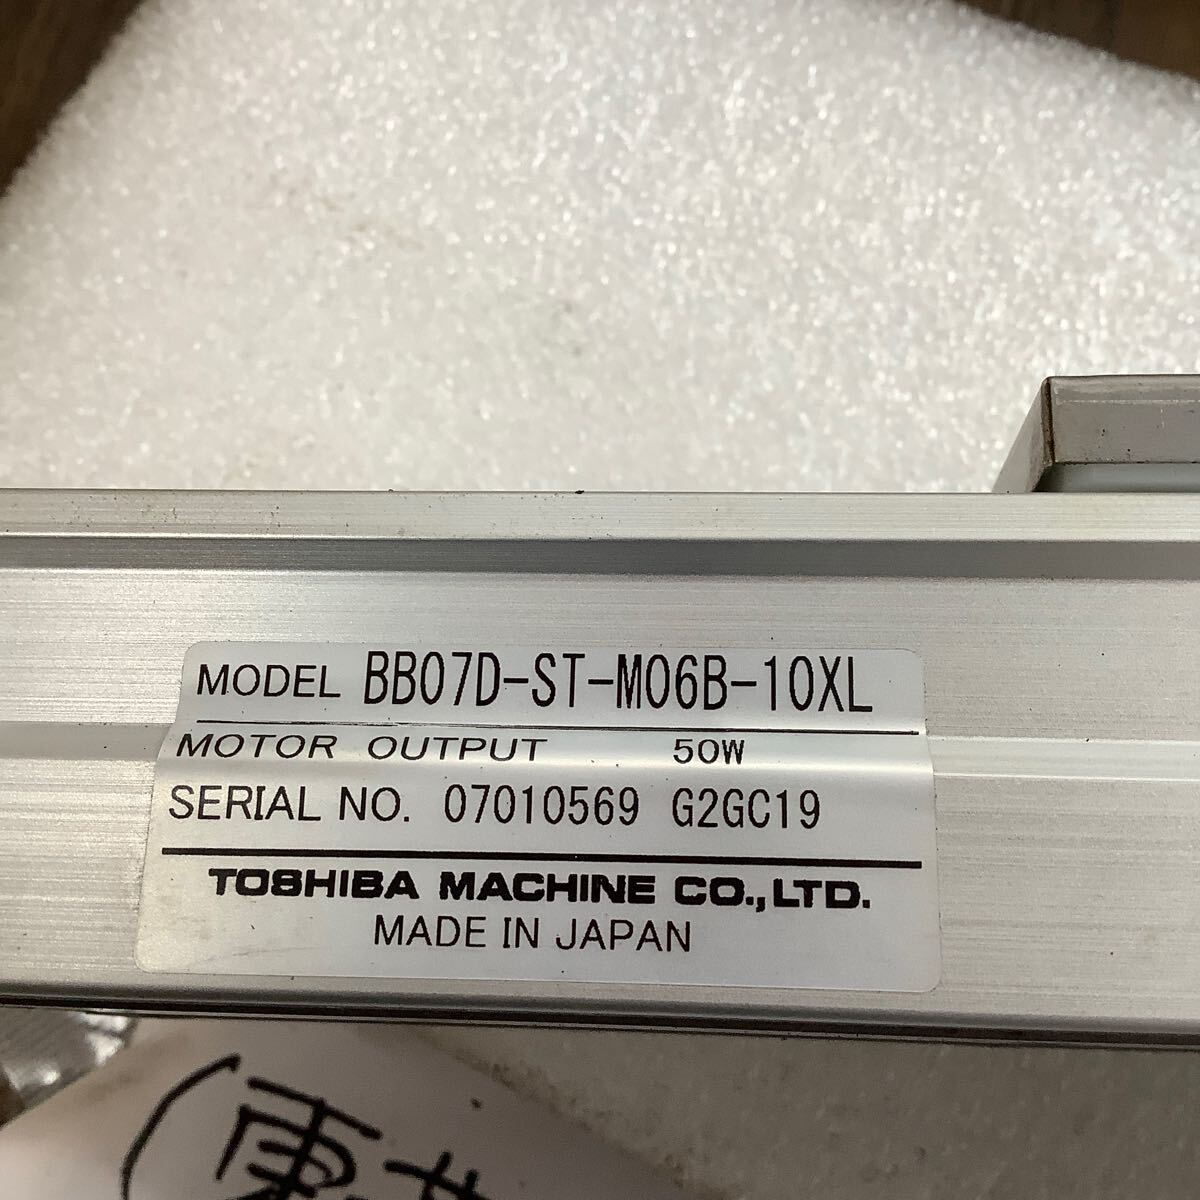 MODEL BB07D-ST-M06B-10XL
MOTOR OUTPUT 50W
SERIAL NO. 07010569 G2GC19
TOSHIBA MACHINE CO.,LTD.
MADE IN JAPAN